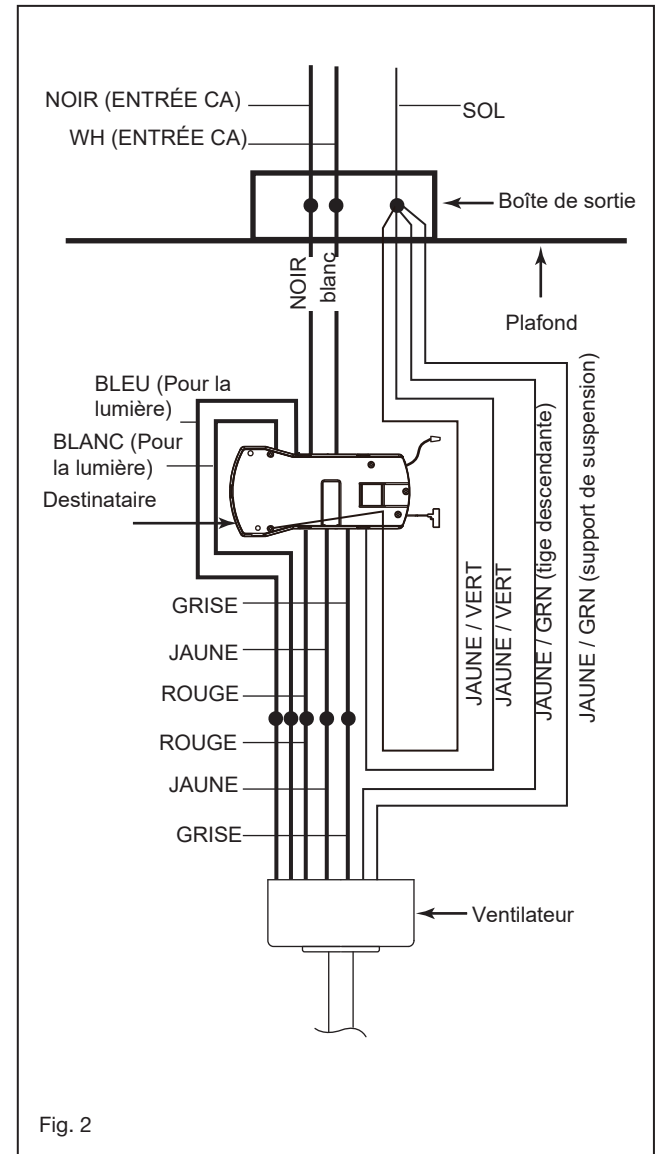 NOIR (ENTRÉE CA)
SOL
WH (ENTRÉE CA)
Boîte de sortie
NOIR
blanc
Plafond
BLEU (Pour la
lumière)
BLANC (Pour
la lumière)
Destinataire
JAUNE / VERT
JAUNE / VERT
JAUNE / GRN (tige descendante)
JAUNE / GRN (support de suspension)
GRISE
JAUNE
ROUGE
ROUGE
JAUNE
GRISE
Ventilateur
Fig. 2